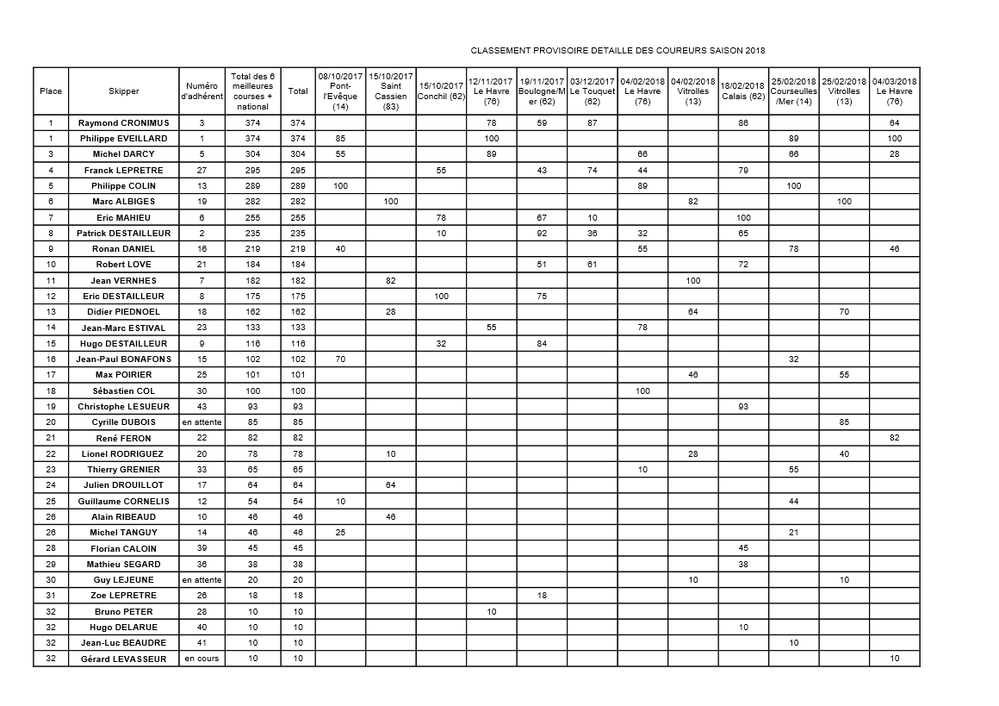 CLASSEMENT PROVISOIRE DETAILLE DES COUREURS SAISON 2018
Place Skipper Numéro d'adhérent Total des 6 meilleures courses + national Total 08/10/2017 Pont-l'Evêque (14) 15/10/2017 Saint Cassien (83) 15/10/2017 Conchil (62) 12/11/2017 Le Havre (76) 19/11/2017 Boulogne/Mer (62) 03/12/2017 Le Touquet (62) 04/02/2018 Le Havre (76) 04/02/2018 Vitrolles (13) 18/02/2018 Calais (62) 25/02/2018 Courseulles/Mer (14) 25/02/2018 Vitrolles (13) 04/03/2018 Le Havre (76)
1 Raymond CRONIMUS 3 374 374 78 59 87 86 64
1 Philippe EVEILLARD 1 374 374 85 100 89 100
3 Michel DARCY 5 304 304 55 89 66 66 28
4 Franck LEPRETRE 27 295 295 55 43 74 44 79
5 Philippe COLIN 13 289 289 100 89 100
6 Marc ALBIGES 19 282 282 100 82 100
7 Eric MAHIEU 6 255 255 78 67 10 100
8 Patrick DESTAILLEUR 2 235 235 10 92 36 32 65
9 Ronan DANIEL 16 219 219 40 55 78 46
10 Robert LOVE 21 184 184 51 61 72
11 Jean VERNHES 7 182 182 82 100
12 Eric DESTAILLEUR 8 175 175 100 75
13 Didier PIEDNOEL 18 162 162 28 64 70
14 Jean-Marc ESTIVAL 23 133 133 55 78
15 Hugo DESTAILLEUR 9 116 116 32 84
16 Jean-Paul BONAFONS 15 102 102 70 32
17 Max POIRIER 25 101 101 46 55
18 Sébastien COL 30 100 100 100
19 Christophe LESUEUR 43 93 93 93
20 Cyrille DUBOIS en attente 85 85 85
21 René FERON 22 82 82 82
22 Lionel RODRIGUEZ 20 78 78 10 28 40
23 Thierry GRENIER 33 65 65 10 55
24 Julien DROUILLOT 17 64 64 64
25 Guillaume CORNELIS 12 54 54 10 44
26 Alain RIBEAUD 10 46 46 46
26 Michel TANGUY 14 46 46 25 21
28 Florian CALOIN 39 45 45 45
29 Mathieu SEGARD 36 38 38 38
30 Guy LEJEUNE en attente 20 20 10 10
31 Zoe LEPRETRE 26 18 18 18
32 Bruno PETER 28 10 10 10
32 Hugo DELARUE 40 10 10 10
32 Jean-Luc BEAUDRE 41 10 10 10
32 Gérard LEVASSEUR en cours 10 10 10